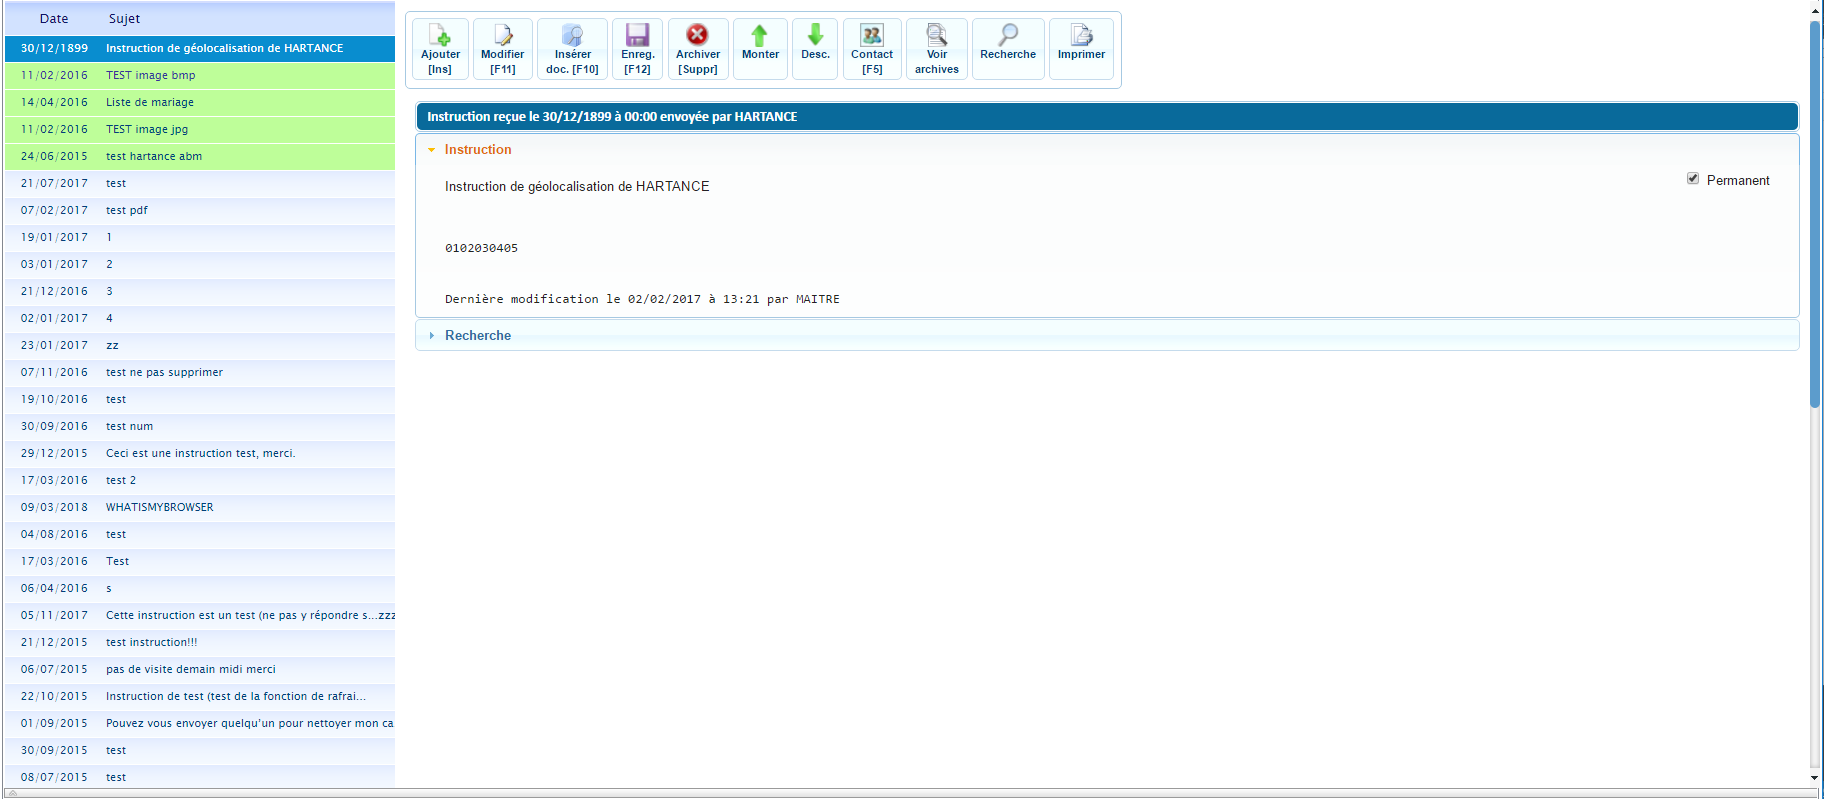 Date Sujet
30/12/1899 Instruction de géolocalisation de HARTANCE
11/02/2016 TEST image bmp
14/04/2016 Liste de mariage
11/02/2016 TEST image jpg
24/06/2015 test hartance abm
21/07/2017 test
07/02/2017 test pdf
19/01/2017 1
03/01/2017 2
21/12/2016 3
02/01/2017 4
23/01/2017 zz
07/11/2016 test ne pas supprimer
19/10/2016 test
30/09/2016 test num
29/12/2015 Ceci est une instruction test, merci.
17/03/2016 test 2
09/03/2018 WHATISMYBROWSER
04/08/2016 test
17/03/2016 Test
06/04/2016 s
05/11/2017 Cette instruction est un test (ne pas y répondre s...zzz
21/12/2015 test instruction!!!
06/07/2015 pas de visite demain midi merci
22/10/2015 Instruction de test (test de la fonction de rafrai...
01/09/2015 Pouvez vous envoyer quelqu'un pour nettoyer mon ca
30/09/2015 test
08/07/2015 test
Ajouter [Ins]
Modifier [F11]
Insérer doc. [F10]
Enreg. [F12]
Archiver [Suppr]
Monter
Desc.
Contact [F5]
Voir archives
Recherche
Imprimer
Instruction reçue le 30/12/1899 à 00:00 envoyée par HARTANCE
Instruction
Instruction de géolocalisation de HARTANCE
Permanent
0102030405
Dernière modification le 02/02/2017 à 13:21 par MAITRE
Recherche